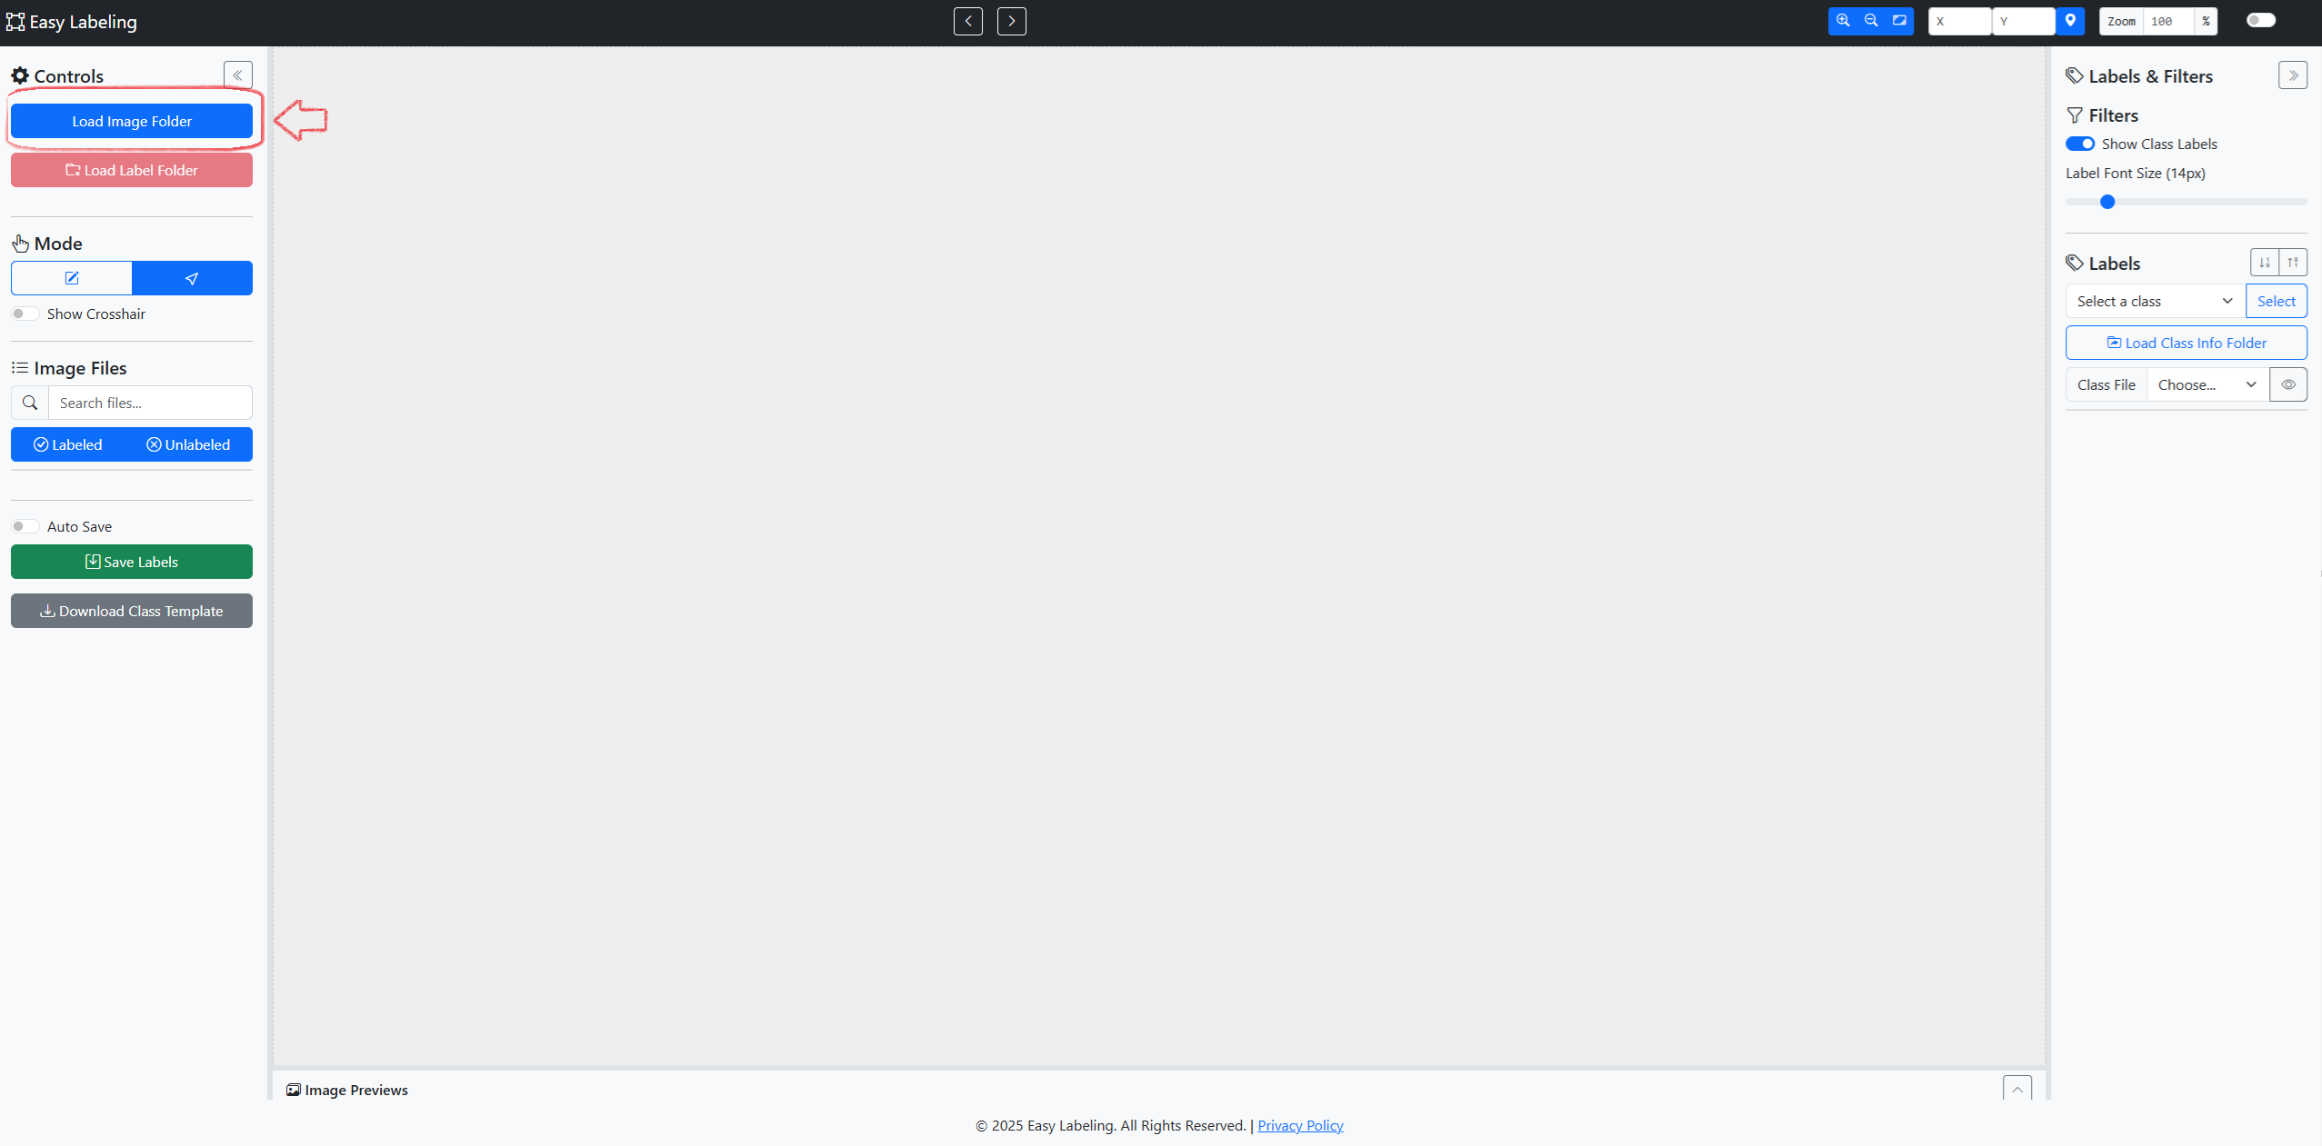 Easy Labeling
X
Y
Zoom 100 %
Controls
Load Image Folder
Load Label Folder
Mode
Show Crosshair
Image Files
Search files...
Labeled
Unlabeled
Auto Save
Save Labels
Download Class Template
Image Previews
Labels & Filters
Filters
Show Class Labels
Label Font Size (14px)
Labels
Select a class
Select
Load Class Info Folder
Class File
Choose...
© 2025 Easy Labeling. All Rights Reserved. | Privacy Policy